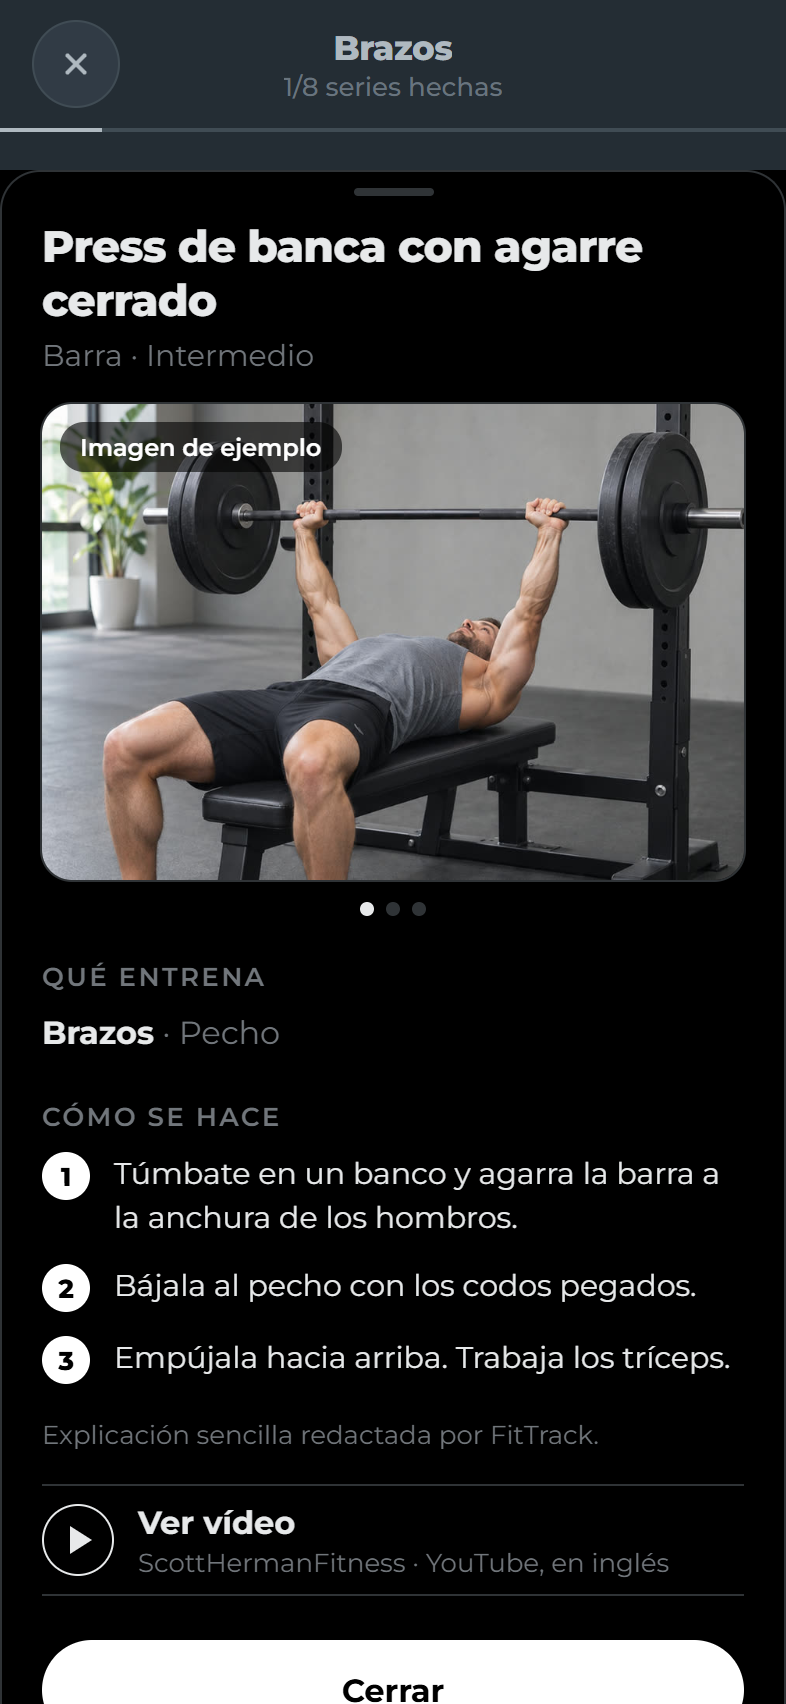 Brazos
1/8 series hechas
Press de banca con agarre
cerrado
Barra · Intermedio
Imagen de ejemplo
QUÉ ENTRENA
Brazos · Pecho
CÓMO SE HACE
1 Túmbate en un banco y agarra la barra a
la anchura de los hombros.
2 Bájala al pecho con los codos pegados.
3 Empújala hacia arriba. Trabaja los tríceps.
Explicación sencilla redactada por FitTrack.
Ver vídeo
ScottHermanFitness · YouTube, en inglés
Cerrar